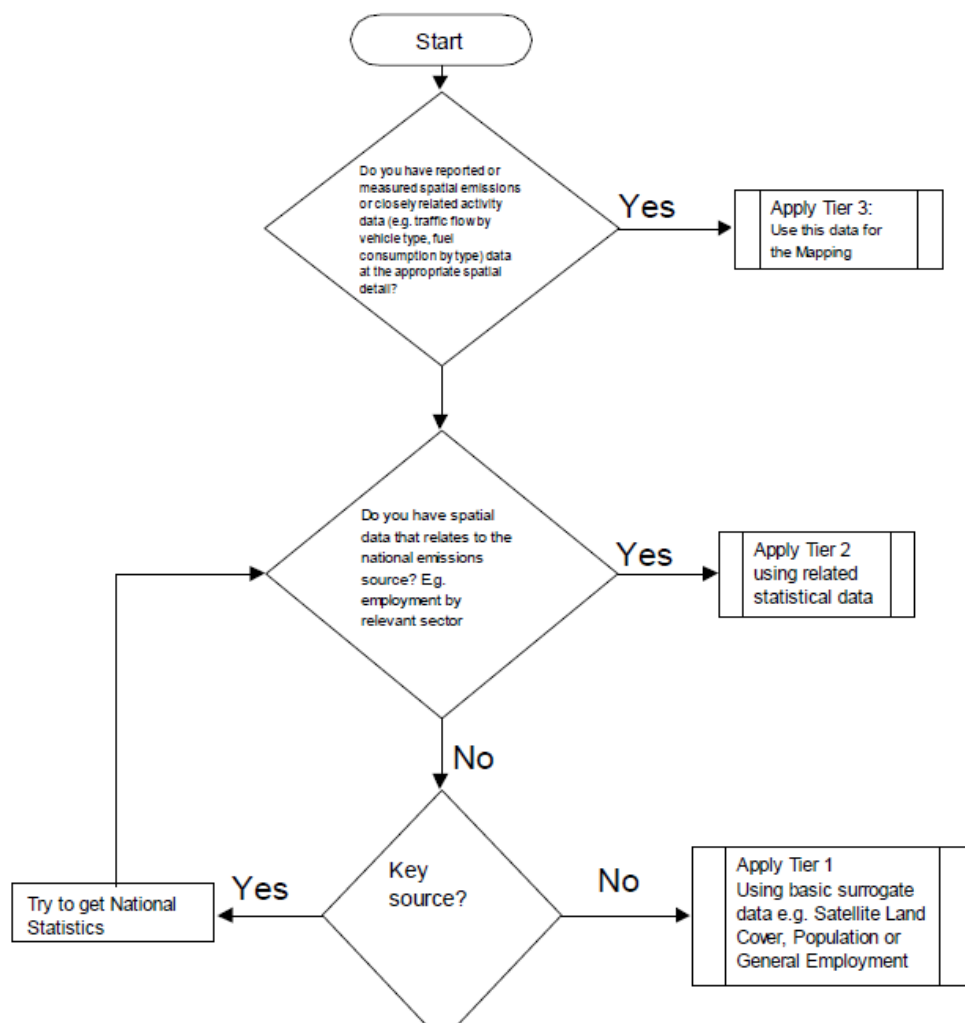 Start
Do you have reported or
measured spatial emissions
or closely related activity
data (e.g. traffic flow by
vehicle type, fuel
consumption by type) data
at the appropriate spatial
detail?
Yes
Apply Tier 3:
Use this data for
the Mapping
Do you have spatial
data that relates to the
national emissions
source? E.g.
employment by
relevant sector
Yes
Apply Tier 2
using related
statistical data
No
Key
source?
Yes
Try to get National
Statistics
No
Apply Tier 1
Using basic surrogate
data e.g. Satellite Land
Cover, Population or
General Employment